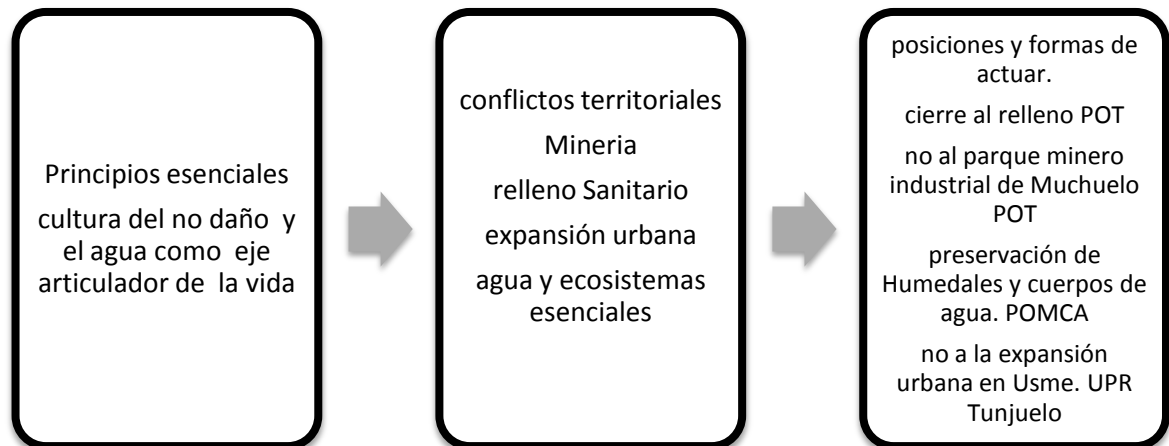 Principios esenciales
cultura del no daño y
el agua como eje
articulador de la vida
conflictos territoriales
Mineria
relleno Sanitario
expansión urbana
agua y ecosistemas
esenciales
posiciones y formas de
actuar.
cierre al relleno POT
no al parque minero
industrial de Muchuelo
POT
preservación de
Humedales y cuerpos de
agua. POMCA
no a la expansión
urbana en Usme. UPR
Tunjuelo